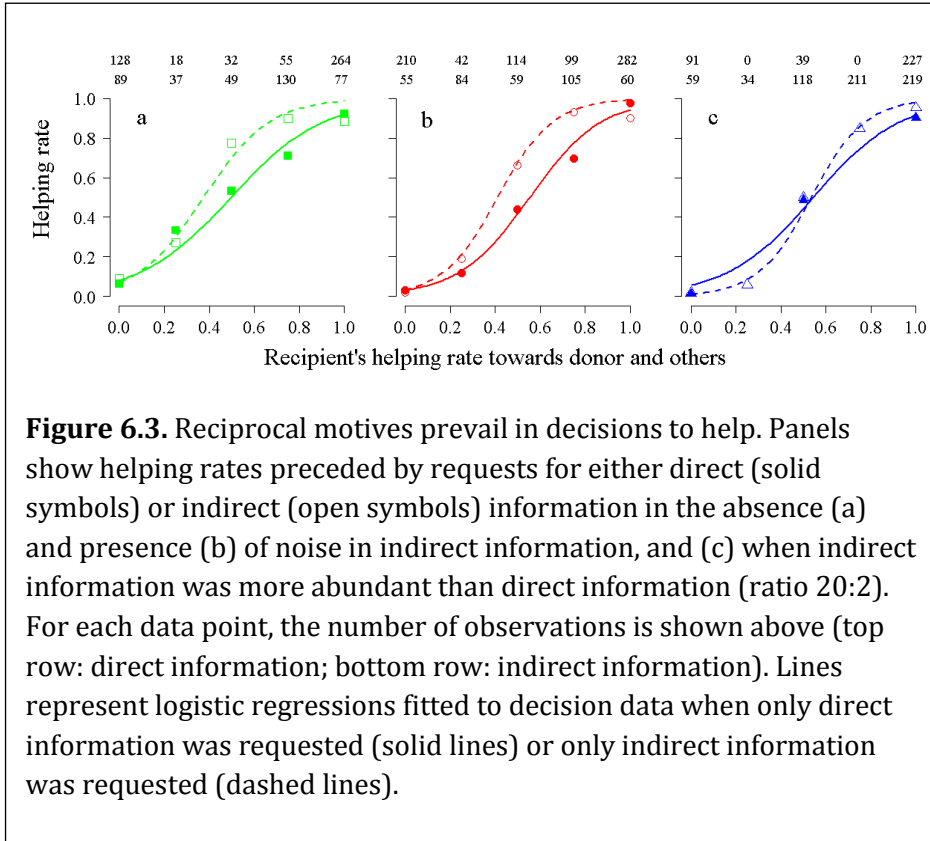 128 18 32 55 264 210 42 114 99 282 91 0 39 0 227
89 37 49 130 77 55 84 59 105 60 59 34 118 211 219
1.0 a b c
0.8
0.6
0.4
0.2
0.0
Helping rate
0.0 0.2 0.4 0.6 0.8 1.0 0.0 0.2 0.4 0.6 0.8 1.0 0.0 0.2 0.4 0.6 0.8 1.0
Recipient's helping rate towards donor and others
Figure 6.3. Reciprocal motives prevail in decisions to help. Panels
show helping rates preceded by requests for either direct (solid
symbols) or indirect (open symbols) information in the absence (a)
and presence (b) of noise in indirect information, and (c) when indirect
information was more abundant than direct information (ratio 20:2).
For each data point, the number of observations is shown above (top
row: direct information; bottom row: indirect information). Lines
represent logistic regressions fitted to decision data when only direct
information was requested (solid lines) or only indirect information
was requested (dashed lines).